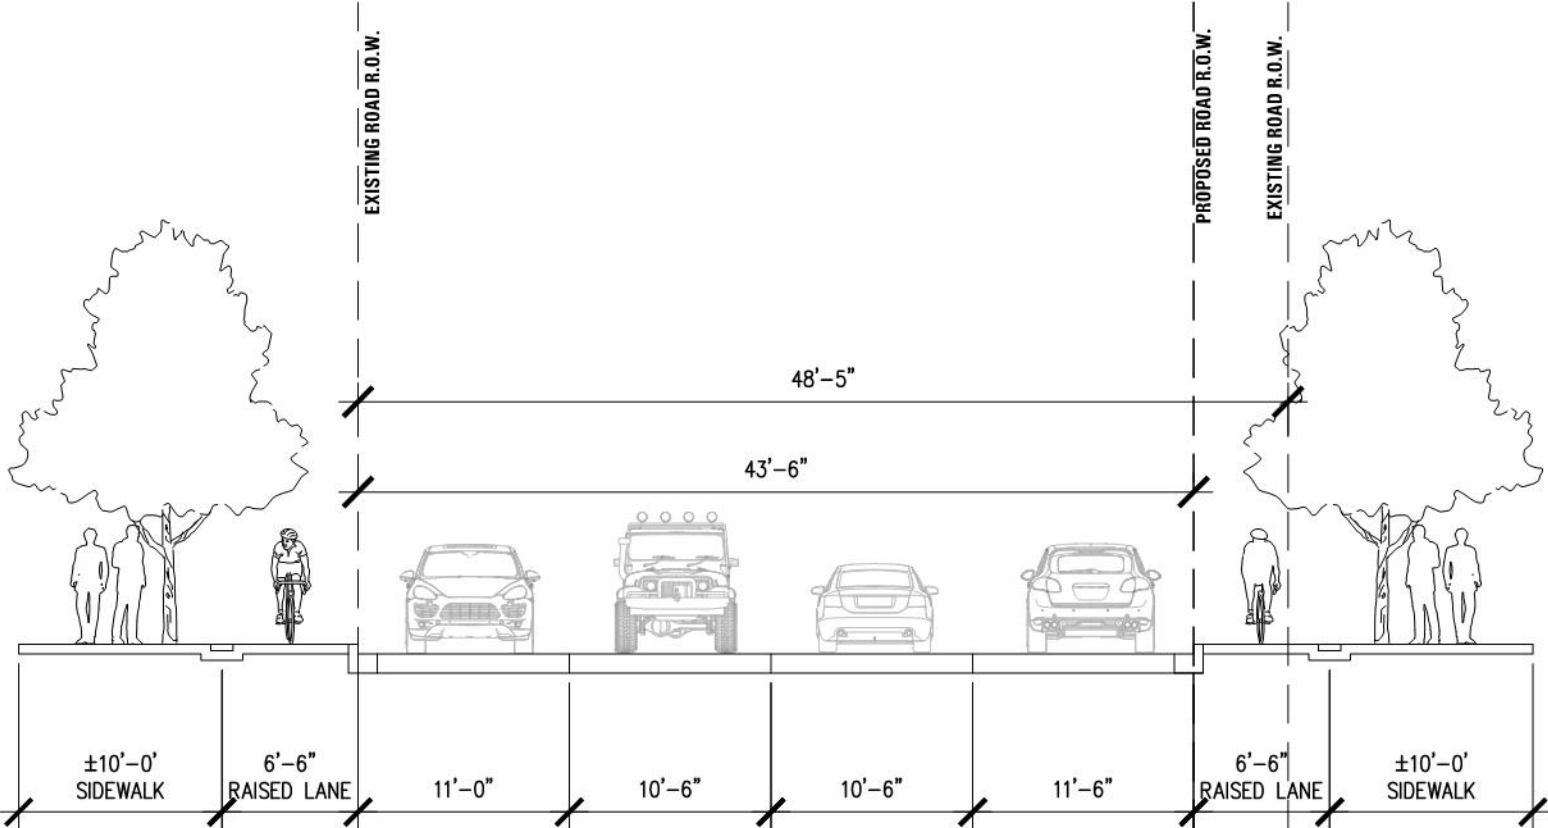 EXISTING ROAD R.O.W.
PROPOSED ROAD R.O.W.
EXISTING ROAD R.O.W.
48'-5"
43'-6"
±10'-0'
SIDEWALK
6'-6"
RAISED LANE
11'-0"
10'-6"
10'-6"
11'-6"
6'-6"
RAISED LANE
±10'-0'
SIDEWALK